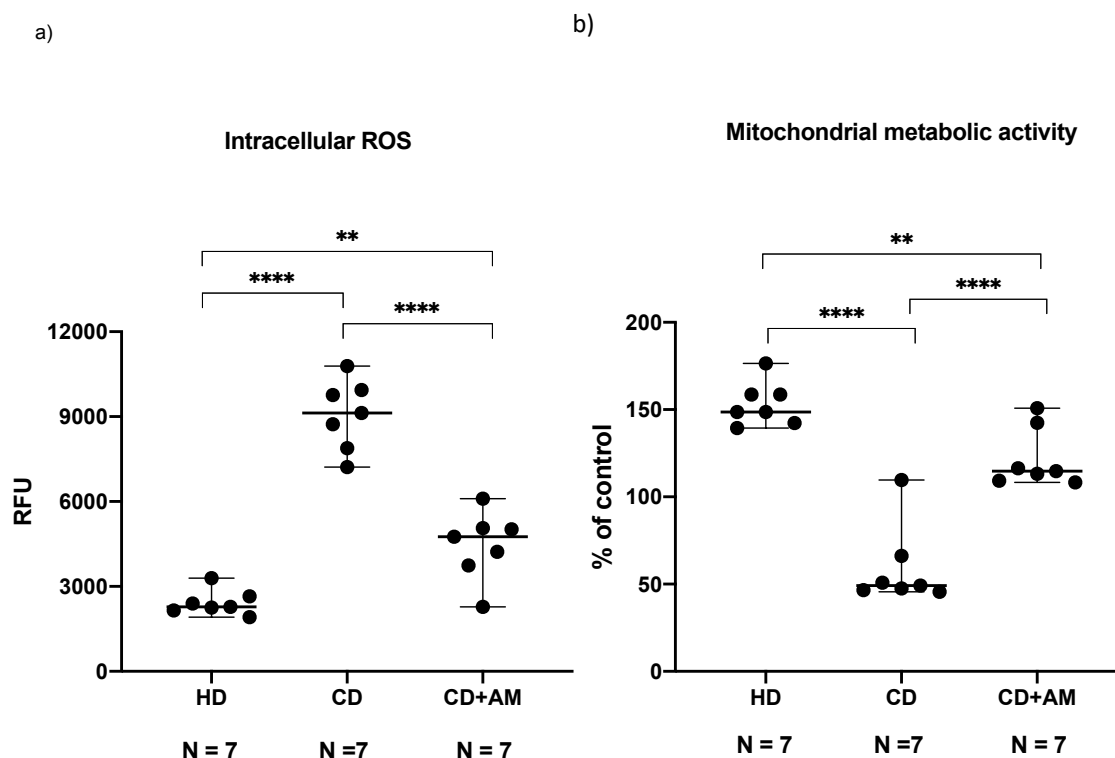 a)
Intracellular ROS
**
****
****
RFU
12000
9000
6000
3000
0
HD CD CD+AM
N = 7 N =7 N = 7
b)
Mitochondrial metabolic activity
**
****
****
% of control
200
150
100
50
0
HD CD CD+AM
N = 7 N =7 N = 7